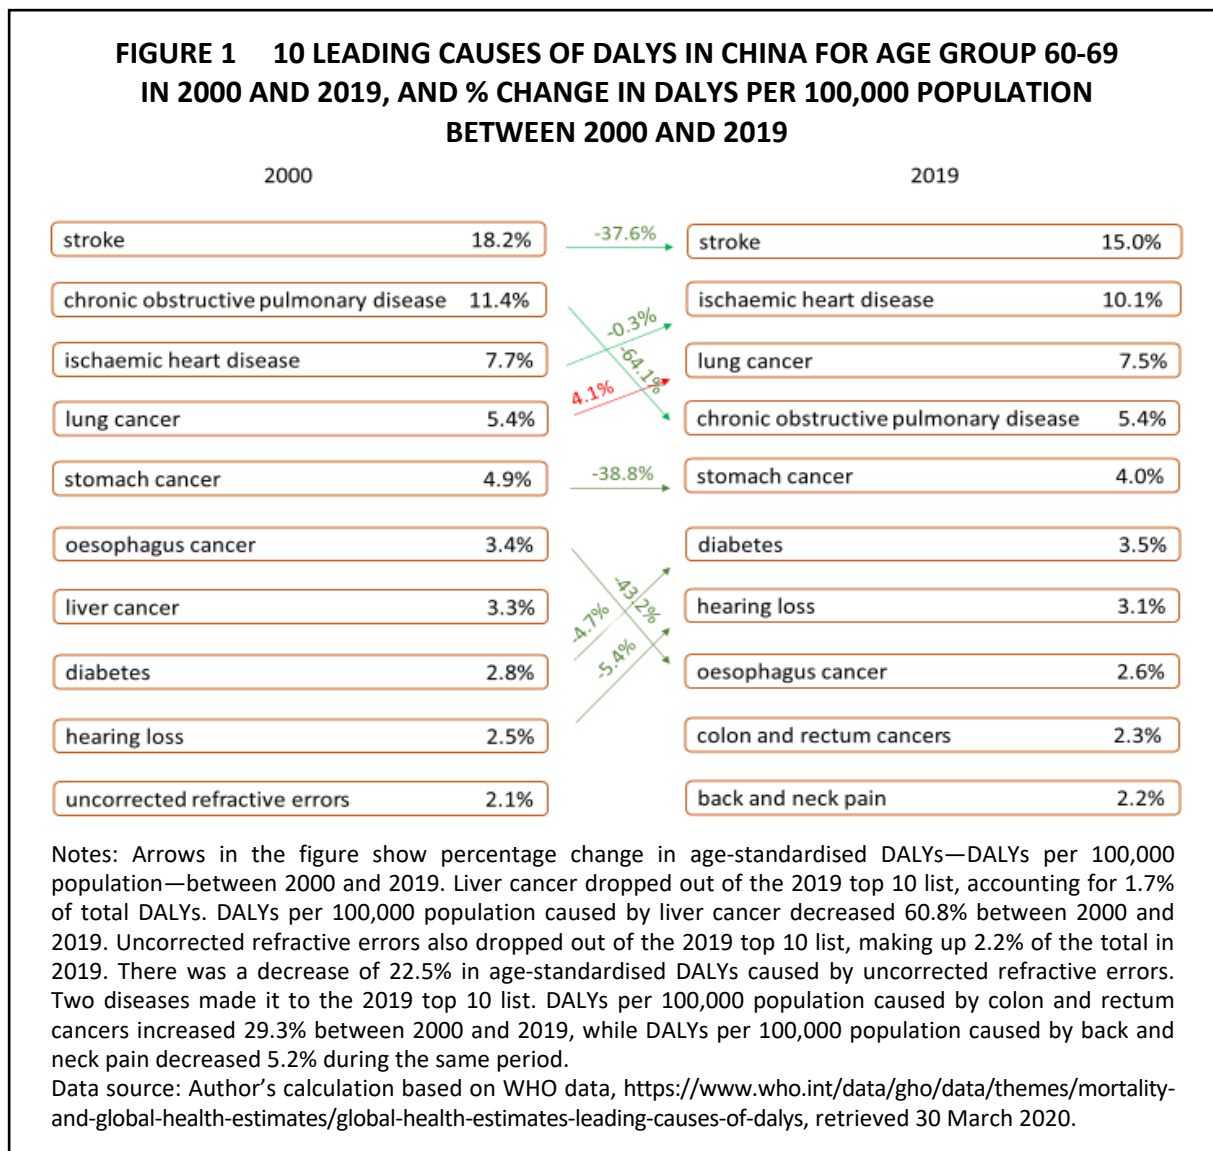 FIGURE 1 10 LEADING CAUSES OF DALYS IN CHINA FOR AGE GROUP 60-69
IN 2000 AND 2019, AND % CHANGE IN DALYS PER 100,000 POPULATION
BETWEEN 2000 AND 2019
2000
2019
stroke 18.2%
-37.6%
stroke 15.0%
chronic obstructive pulmonary disease 11.4%
ischaemic heart disease 10.1%
-0.3%
-64.1%
ischaemic heart disease 7.7%
lung cancer 7.5%
4.1%
lung cancer 5.4%
chronic obstructive pulmonary disease 5.4%
stomach cancer 4.9%
-38.8%
stomach cancer 4.0%
oesophagus cancer 3.4%
diabetes 3.5%
-43.2%
-4.7%
liver cancer 3.3%
hearing loss 3.1%
-5.4%
diabetes 2.8%
oesophagus cancer 2.6%
hearing loss 2.5%
colon and rectum cancers 2.3%
uncorrected refractive errors 2.1%
back and neck pain 2.2%
Notes: Arrows in the figure show percentage change in age-standardised DALYs—DALYs per 100,000
population—between 2000 and 2019. Liver cancer dropped out of the 2019 top 10 list, accounting for 1.7%
of total DALYs. DALYs per 100,000 population caused by liver cancer decreased 60.8% between 2000 and
2019. Uncorrected refractive errors also dropped out of the 2019 top 10 list, making up 2.2% of the total in
2019. There was a decrease of 22.5% in age-standardised DALYs caused by uncorrected refractive errors.
Two diseases made it to the 2019 top 10 list. DALYs per 100,000 population caused by colon and rectum
cancers increased 29.3% between 2000 and 2019, while DALYs per 100,000 population caused by back and
neck pain decreased 5.2% during the same period.
Data source: Author's calculation based on WHO data, https://www.who.int/data/gho/data/themes/mortality-
and-global-health-estimates/global-health-estimates-leading-causes-of-dalys, retrieved 30 March 2020.